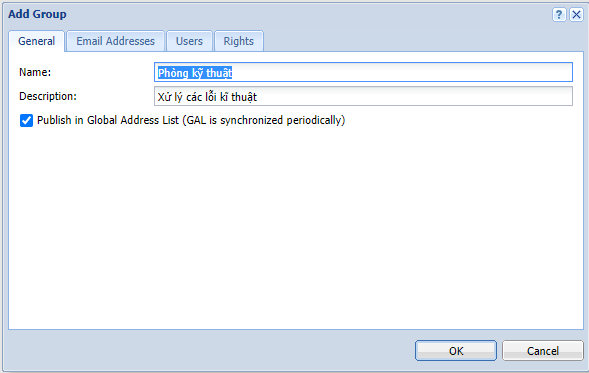 Add Group
General Email Addresses Users Rights
Name: Phòng kỹ thuật
Description: Xử lý các lỗi kĩ thuật
Publish in Global Address List (GAL is synchronized periodically)
OK Cancel